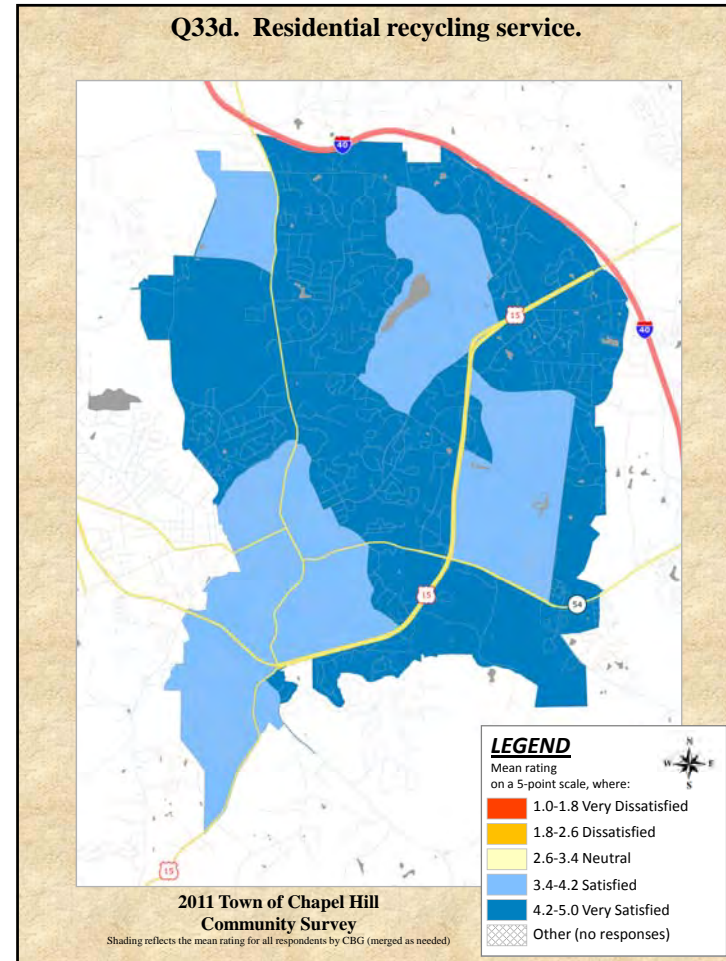 Q33d. Residential recycling service.
40
15
40
15
54
15
LEGEND
Mean rating
on a 5-point scale, where:
N
W E
S
1.0-1.8 Very Dissatisfied
1.8-2.6 Dissatisfied
2.6-3.4 Neutral
3.4-4.2 Satisfied
4.2-5.0 Very Satisfied
Other (no responses)
2011 Town of Chapel Hill
Community Survey
Shading reflects the mean rating for all respondents by CBG (merged as needed)